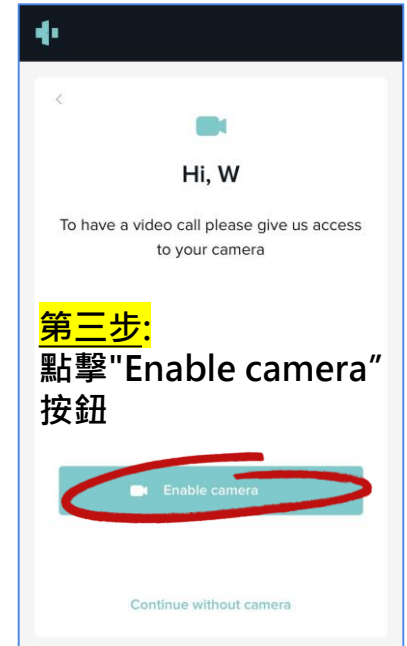 Hi, W
To have a video call please give us access
to your camera
第三步:
點擊"Enable camera”
按鈕
Enable camera
Continue without camera